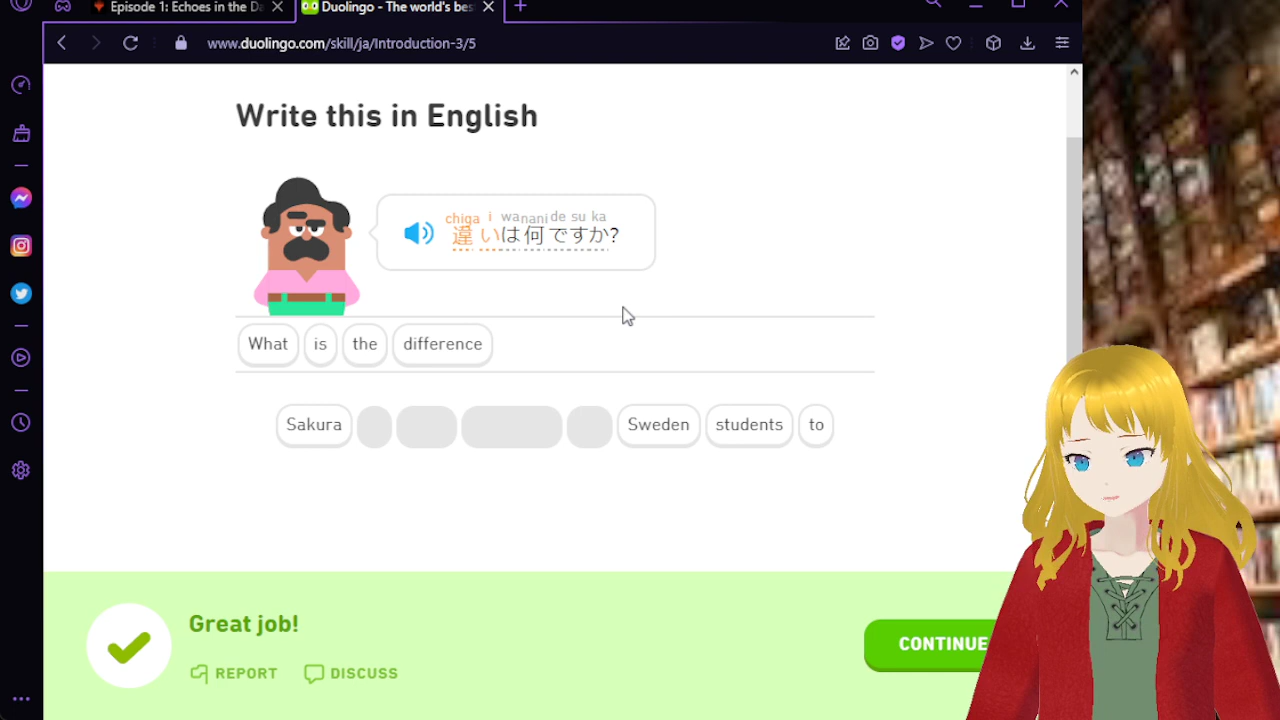 Episode 1: Echoes in the Da
Duolingo - The world's bes
www.duolingo.com/skill/ja/Introduction-3/5
Write this in English
chiga i wa nani de su ka
違いは何ですか?
What is the difference
Sakura Sweden students to
Great job!
REPORT DISCUSS
CONTINUE